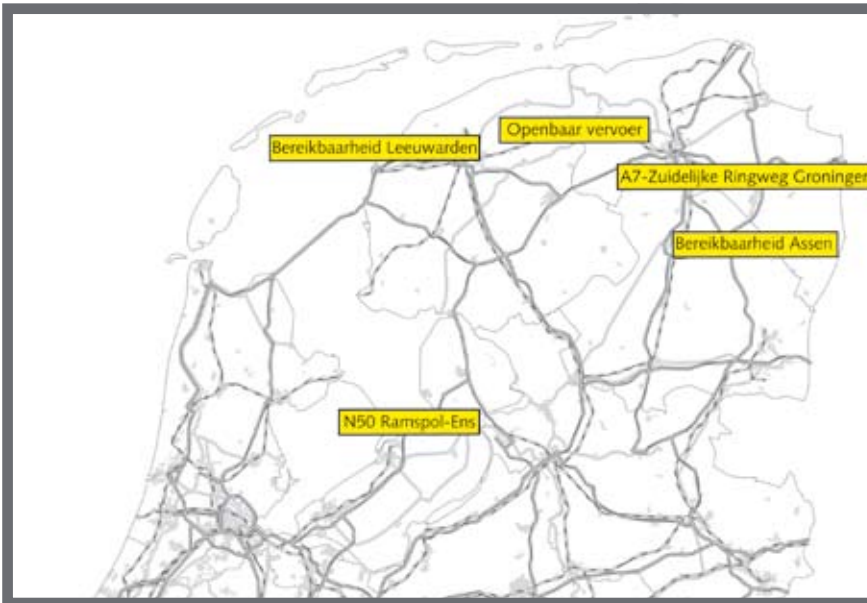 Openbaar vervoer
Bereikbaarheid Leeuwarden
A7-Zuidelijke Ringweg Groningen
Bereikbaarheid Assen
N50 Ramspol-Ens